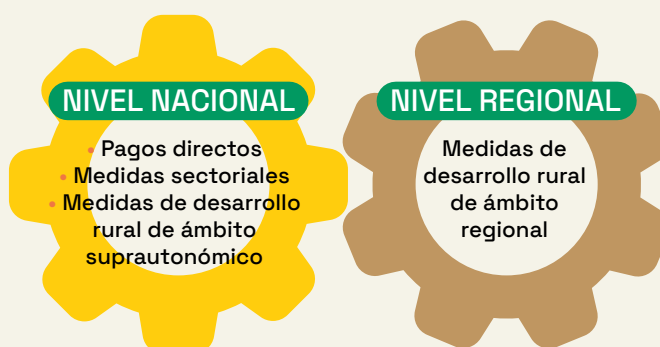 NIVEL NACIONAL
• Pagos directos
• Medidas sectoriales
• Medidas de desarrollo
rural de ámbito
suprautonómico
NIVEL REGIONAL
Medidas de
desarrollo rural
de ámbito
regional